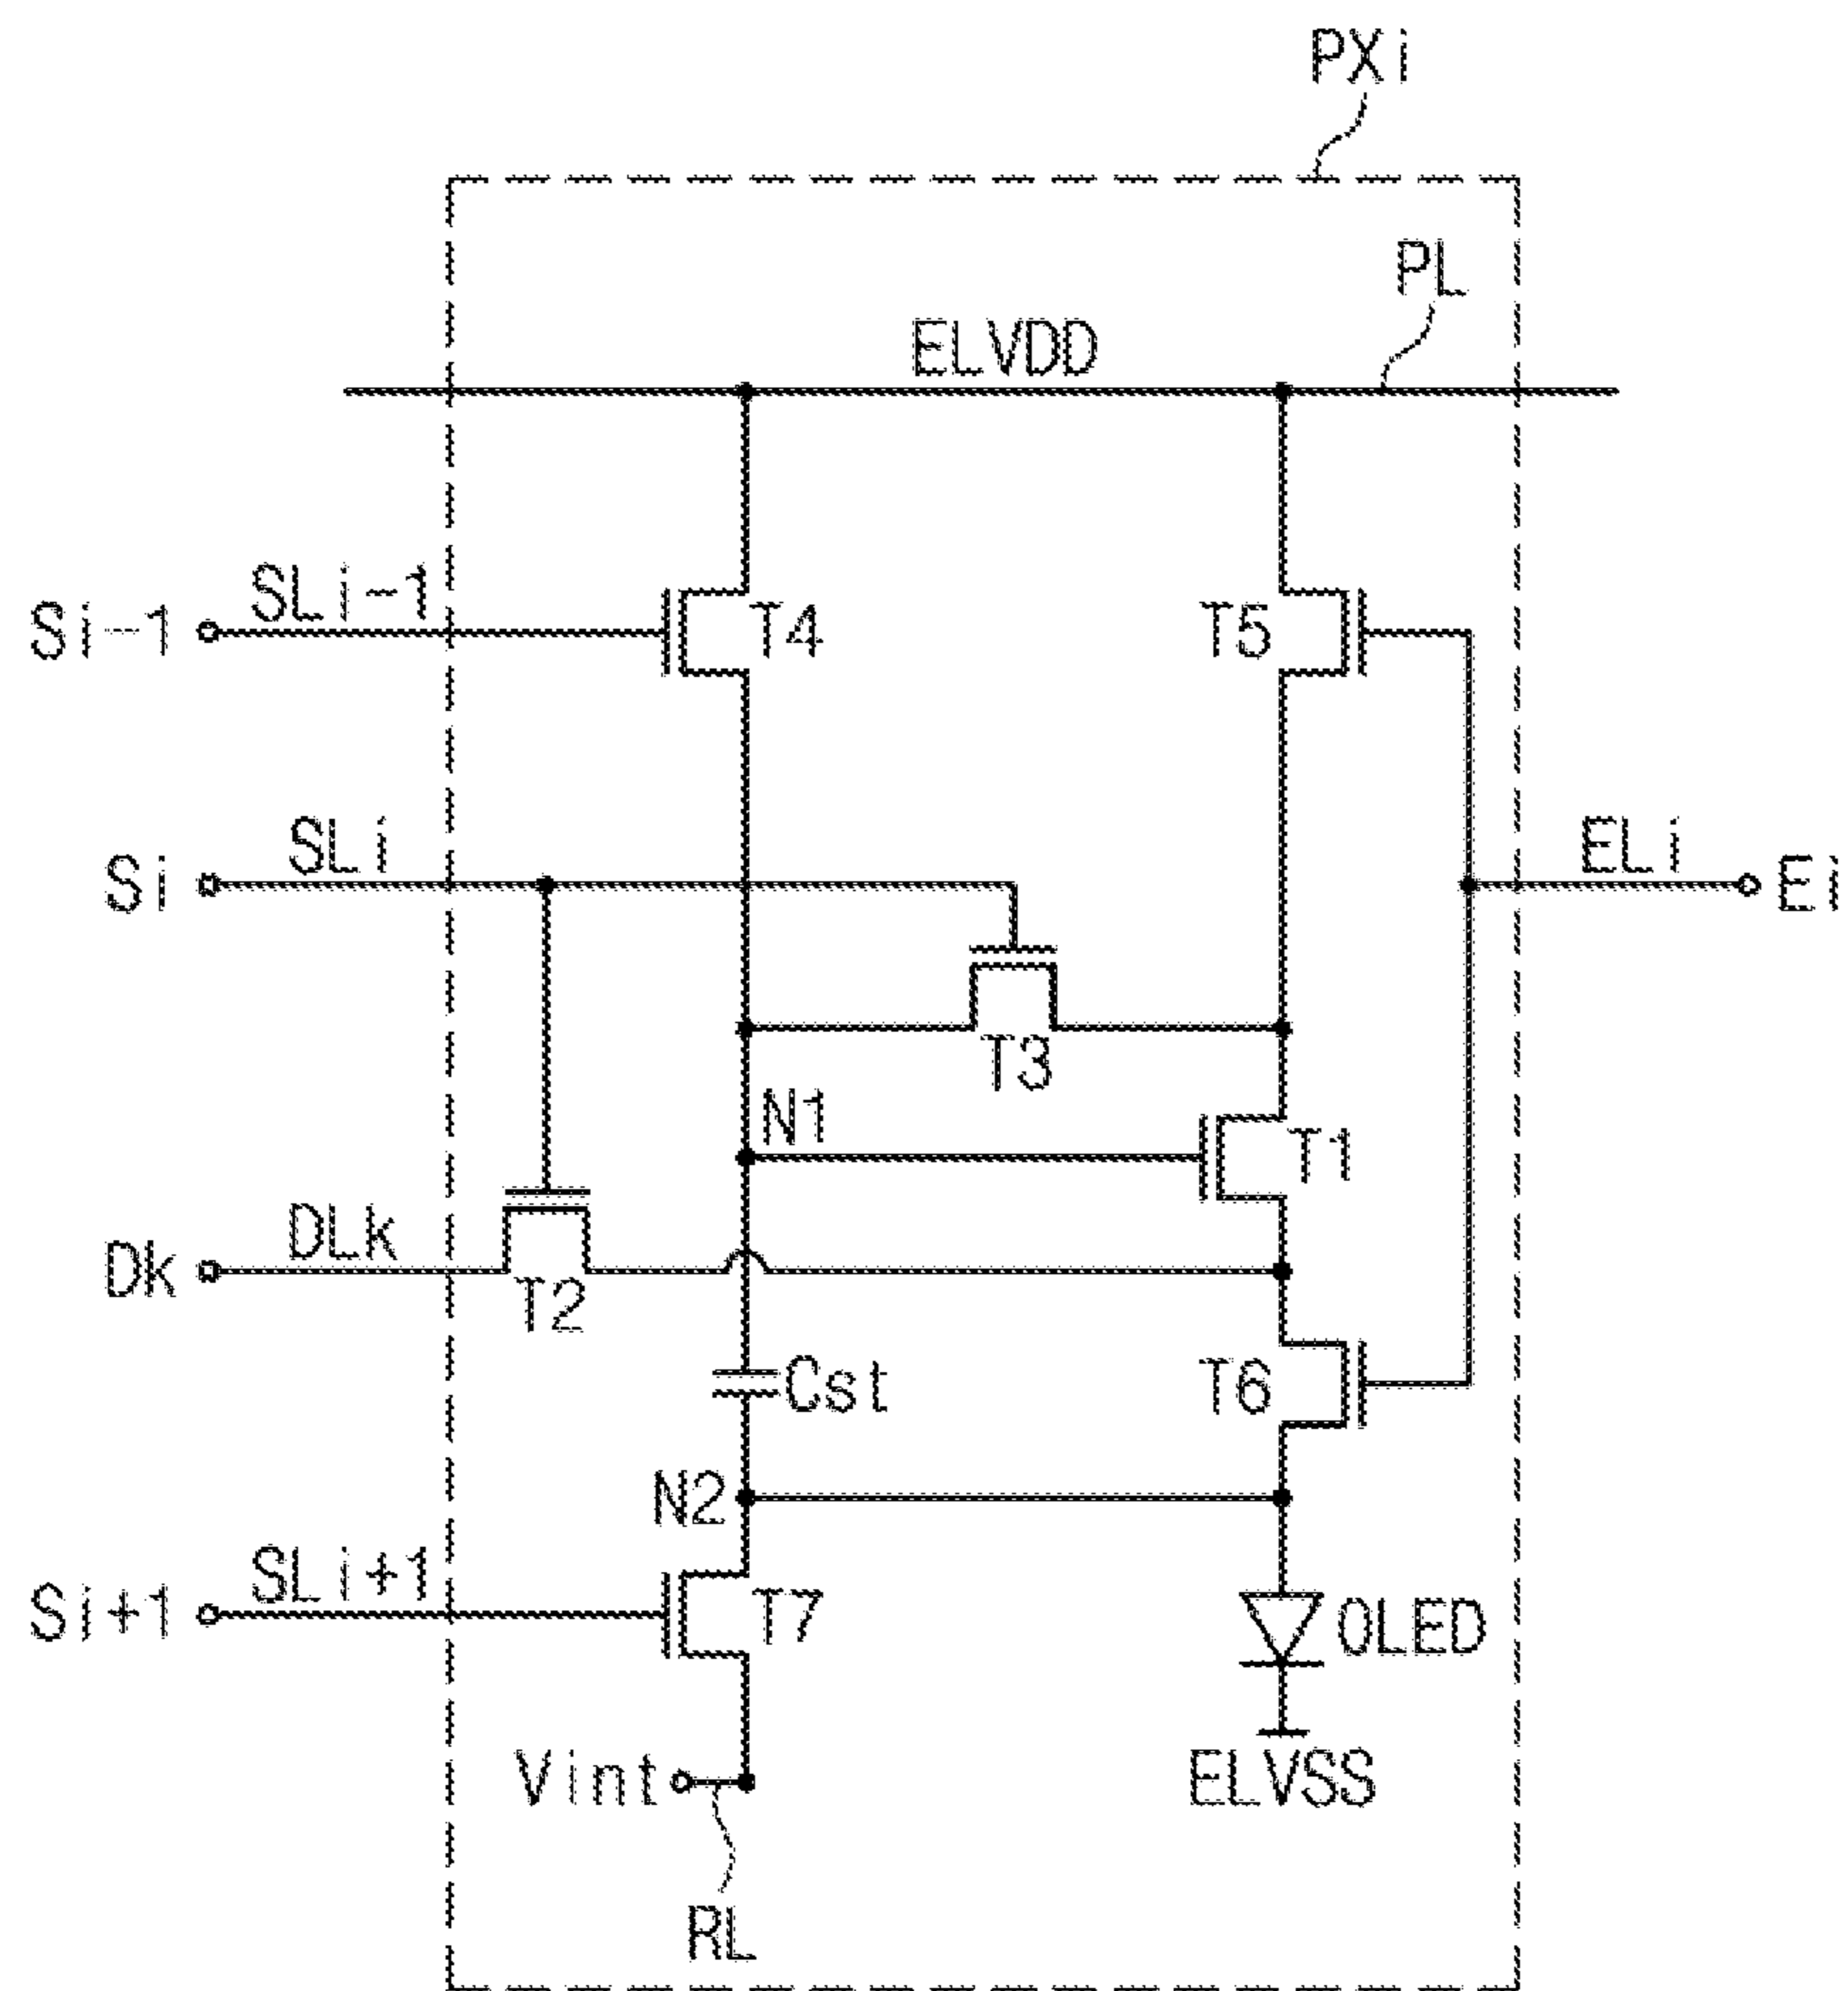 PXi
PL
ELVDD
SLi-1
Si-1
T4
T5
SLi
Si
ELi
Ei
T3
N1
T1
DLk
Dk
T2
Cst
T6
N2
SLi+1
Si+1
T7
OLED
Vint
ELVSS
RL